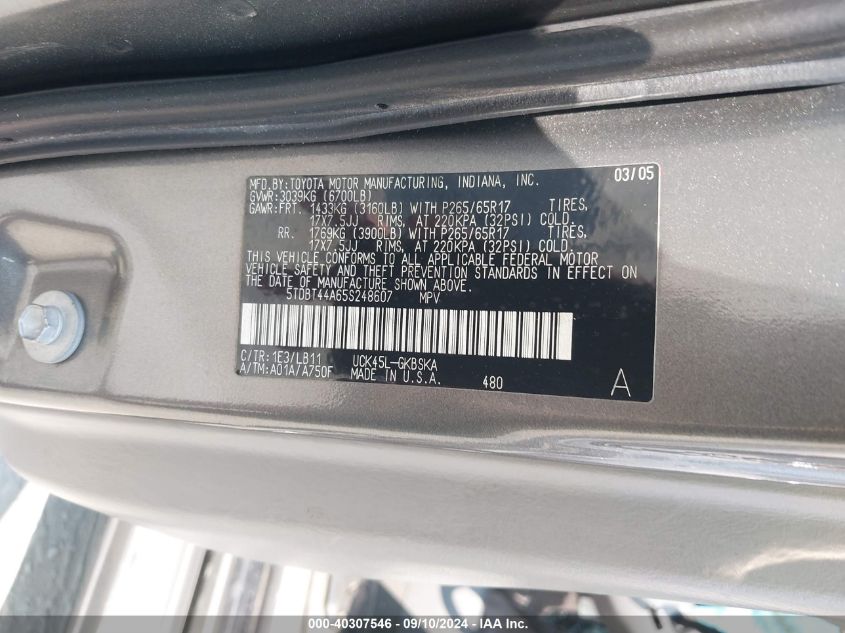 MFD.BY:TOYOTA MOTOR MANUFACTURING, INDIANA, INC. 03/05
GVWR:3039KG (6700LB)
GAWR:FRT. 1433KG (3160LB) WITH P265/65R17 TIRES,
17X7.5JJ RIMS, AT 220KPA (32PSI) COLD.
RR. 1769KG (3900LB) WITH P265/65R17 TIRES,
17X7.5JJ RIMS, AT 220KPA (32PSI) COLD.
THIS VEHICLE CONFORMS TO ALL APPLICABLE FEDERAL MOTOR
VEHICLE SAFETY AND THEFT PREVENTION STANDARDS IN EFFECT ON
THE DATE OF MANUFACTURE SHOWN ABOVE.
5TDBT44A65S248607 MPV
C/TR:1E3/LB11 UCK45L-GKBSKA
A/TM:A01A/A750F MADE IN U.S.A. 480 A
000-40307546 - 09/10/2024 - IAA Inc.